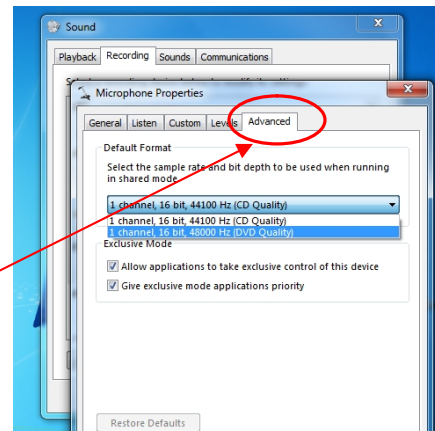 Sound
Playback Recording Sounds Communications
Microphone Properties
General Listen Custom Levels Advanced
Default Format
Select the sample rate and bit depth to be used when running
in shared mode.
1 channel, 16 bit, 44100 Hz (CD Quality)
1 channel, 16 bit, 44100 Hz (CD Quality)
1 channel, 16 bit, 48000 Hz (DVD Quality)
Exclusive Mode
Allow applications to take exclusive control of this device
Give exclusive mode applications priority
Restore Defaults